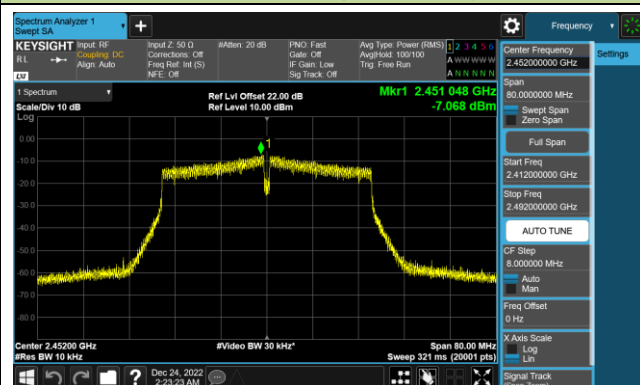 Spectrum Analyzer 1
Swept SA
Frequency
KEYSIGHT
RL
LXI
Input: RF
Coupling: DC
Align: Auto
Input Z: 50 Ω
Corrections: Off
Freq Ref: Int (S)
NFE: Off
#Atten: 20 dB
PNO: Fast
Gate: Off
IF Gain: Low
Sig Track: Off
Avg Type: Power (RMS)
Avg|Hold: 100/100
Trig: Free Run
1 2 3 4 5 6
A W W W W W
A N N N N N
1 Spectrum
Scale/Div 10 dB
Ref Lvl Offset 22.00 dB
Ref Level 10.00 dBm
Mkr1 2.451 048 GHz
-7.068 dBm
Log
0.00
-10.0
-20.0
-30.0
-40.0
-50.0
-60.0
-70.0
-80.0
1
Center 2.45200 GHz
#Res BW 10 kHz
#Video BW 30 kHz*
Span 80.00 MHz
Sweep 321 ms (20001 pts)
Dec 24, 2022
2:23:23 AM
Center Frequency
2.452000000 GHz
Settings
Span
80.0000000 MHz
Swept Span
Zero Span
Full Span
Start Freq
2.412000000 GHz
Stop Freq
2.492000000 GHz
AUTO TUNE
CF Step
8.000000 MHz
Auto
Man
Freq Offset
0 Hz
X Axis Scale
Log
Lin
Signal Track